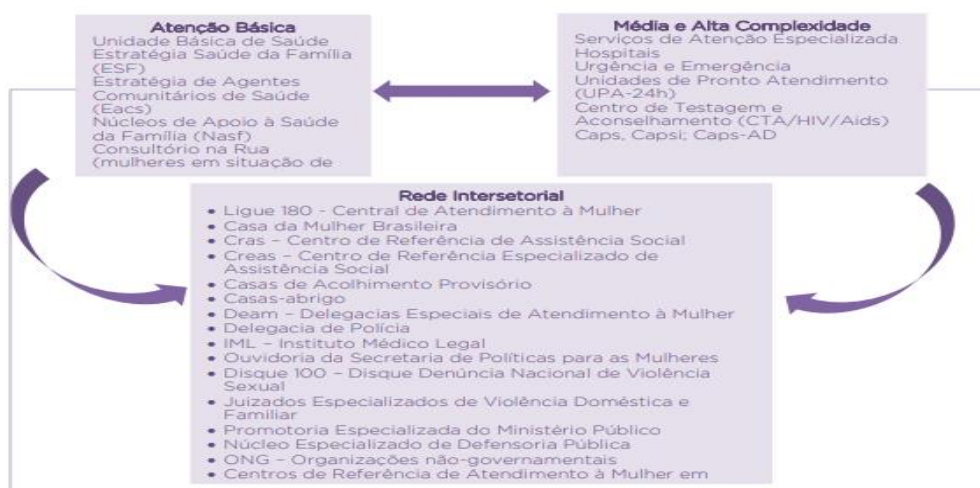 Atenção Básica
Unidade Básica de Saúde
Estratégia Saúde da Família
(ESF)
Estratégia de Agentes
Comunitários de Saúde
(Eacs)
Núcleos de Apoio à Saúde
da Família (Nasf)
Consultório na Rua
(mulheres em situação de
Média e Alta Complexidade
Serviços de Atenção Especializada
Hospitais
Urgência e Emergência
Unidades de Pronto Atendimento
(UPA-24h)
Centro de Testagem e
Aconselhamento (CTA/HIV/Aids)
Caps, Capsi; Caps-AD
Rede Intersetorial
• Ligue 180 - Central de Atendimento à Mulher
• Casa da Mulher Brasileira
• Cras – Centro de Referência de Assistência Social
• Creas – Centro de Referência Especializado de
Assistência Social
• Casas de Acolhimento Provisório
• Casas-abrigo
• Deam – Delegacias Especiais de Atendimento à Mulher
• Delegacia de Polícia
• IML – Instituto Médico Legal
• Ouvidoria da Secretaria de Políticas para as Mulheres
• Disque 100 – Disque Denúncia Nacional de Violência
Sexual
• Juizados Especializados de Violência Doméstica e
Familiar
• Promotoria Especializada do Ministério Público
• Núcleo Especializado de Defensoria Pública
• ONG – Organizações não-governamentais
• Centros de Referência de Atendimento à Mulher em